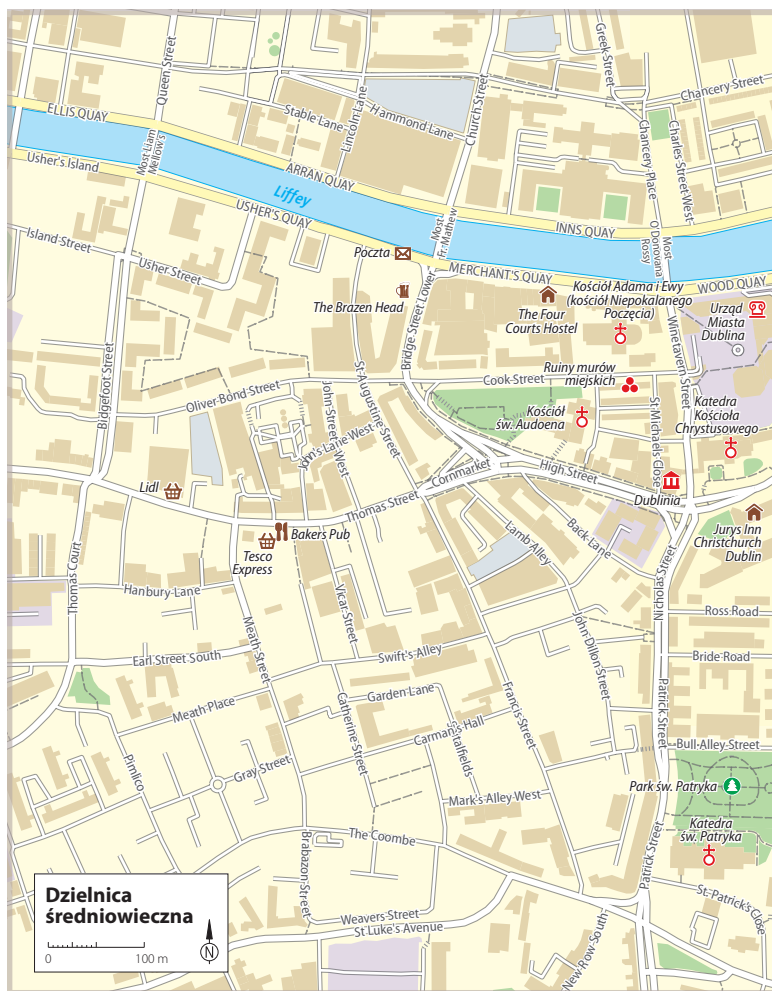 Queen Street
Greek Street
Chancery Street
Church Street
Lincoln Lane
Stable Lane
Hammond Lane
Chancery Place
Charles Street West
ELLIS QUAY
Most Liam
Mellow's
Usher's Island
ARRAN QUAY
Liffey
USHER'S QUAY
Most
Fr. Mathew
INNS QUAY
Most
O'Donovana
Rossy
Island Street
Usher Street
Poczta
MERCHANT'S QUAY
WOOD QUAY
The Brazen Head
Bridge Street Lower
The Four
Courts Hostel
Kościół Adama i Ewy
(kościół Niepokalanego
Poczęcia)
Urząd
Miasta
Dublina
Winetavern Street
Bidgefoot Street
Oliver Bond Street
St Augustine Street
John Street West
John's Lane West
Cook Street
Ruiny murów
miejskich
Kościół
św. Audoena
St Michaels Close
Katedra
Kościoła
Chrystusowego
Cornmarket
High Street
Dublinia
Lidl
Thomas Street
Bakers Pub
Tesco
Express
Lamb Alley
Back Lane
Jurys Inn
Christchurch
Dublin
Nicholas Street
Thomas Court
Hanbury Lane
Meath Street
Vicar Street
John Dillon Street
Ross Road
Earl Street South
Swift's Alley
Bride Road
Meath Place
Garden Lane
Francis Street
Patrick Street
Catherine Street
Carman's Hall
Bull Alley Street
Pimlico
Gray Street
Mark's Alley West
Park św. Patryka
The Coombe
Katedra
św. Patryka
Brabazon Street
Patrick Street
St Patrick's Close
Weavers Street
St Luke's Avenue
New Row South
Dzielnica
średniowieczna
0
100 m
N